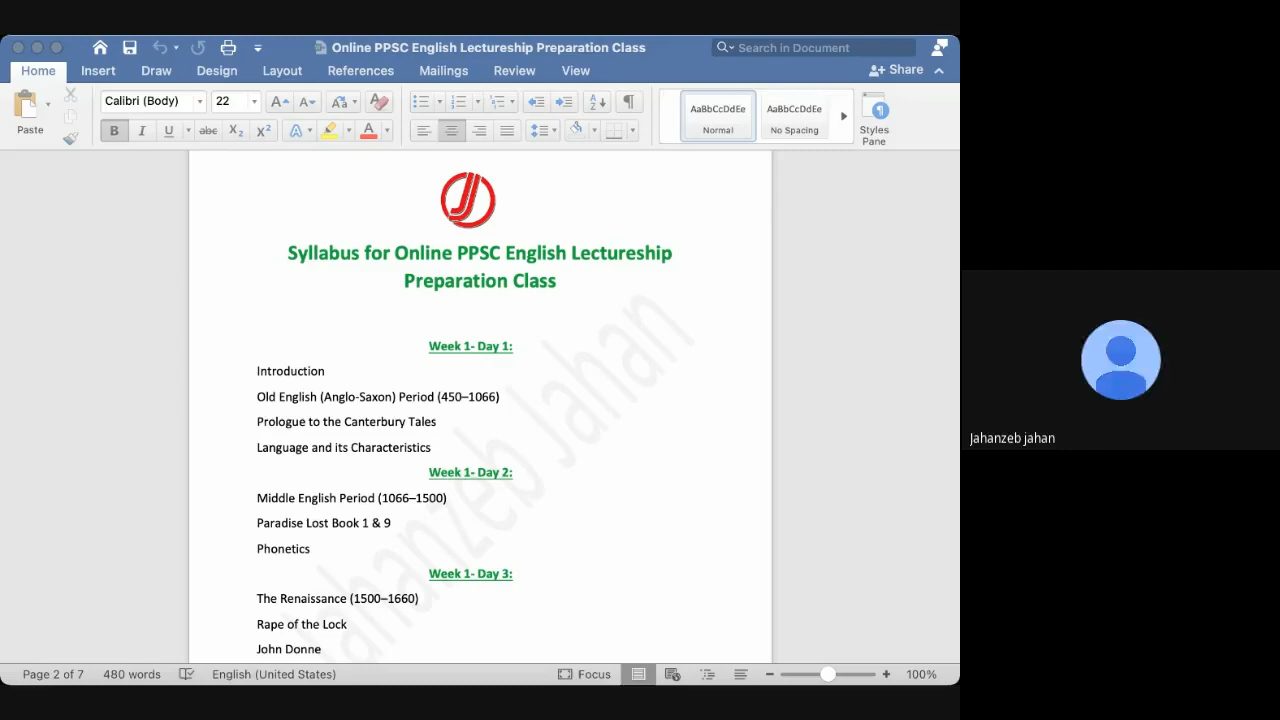 Online PPSC English Lectureship Preparation Class
Search in Document
Home Insert Draw Design Layout References Mailings Review View
Share
Paste
Calibri (Body) 22
AaBbCcDdEe AaBbCcDdEe
Normal No Spacing
Styles
Pane
Syllabus for Online PPSC English Lectureship
Preparation Class
Week 1- Day 1:
Introduction
Old English (Anglo-Saxon) Period (450–1066)
Prologue to the Canterbury Tales
Language and its Characteristics
Week 1- Day 2:
Middle English Period (1066–1500)
Paradise Lost Book 1 & 9
Phonetics
Week 1- Day 3:
The Renaissance (1500–1660)
Rape of the Lock
John Donne
Jahanzeb Jahan
Page 2 of 7 480 words English (United States) Focus 100%
Jahanzeb jahan